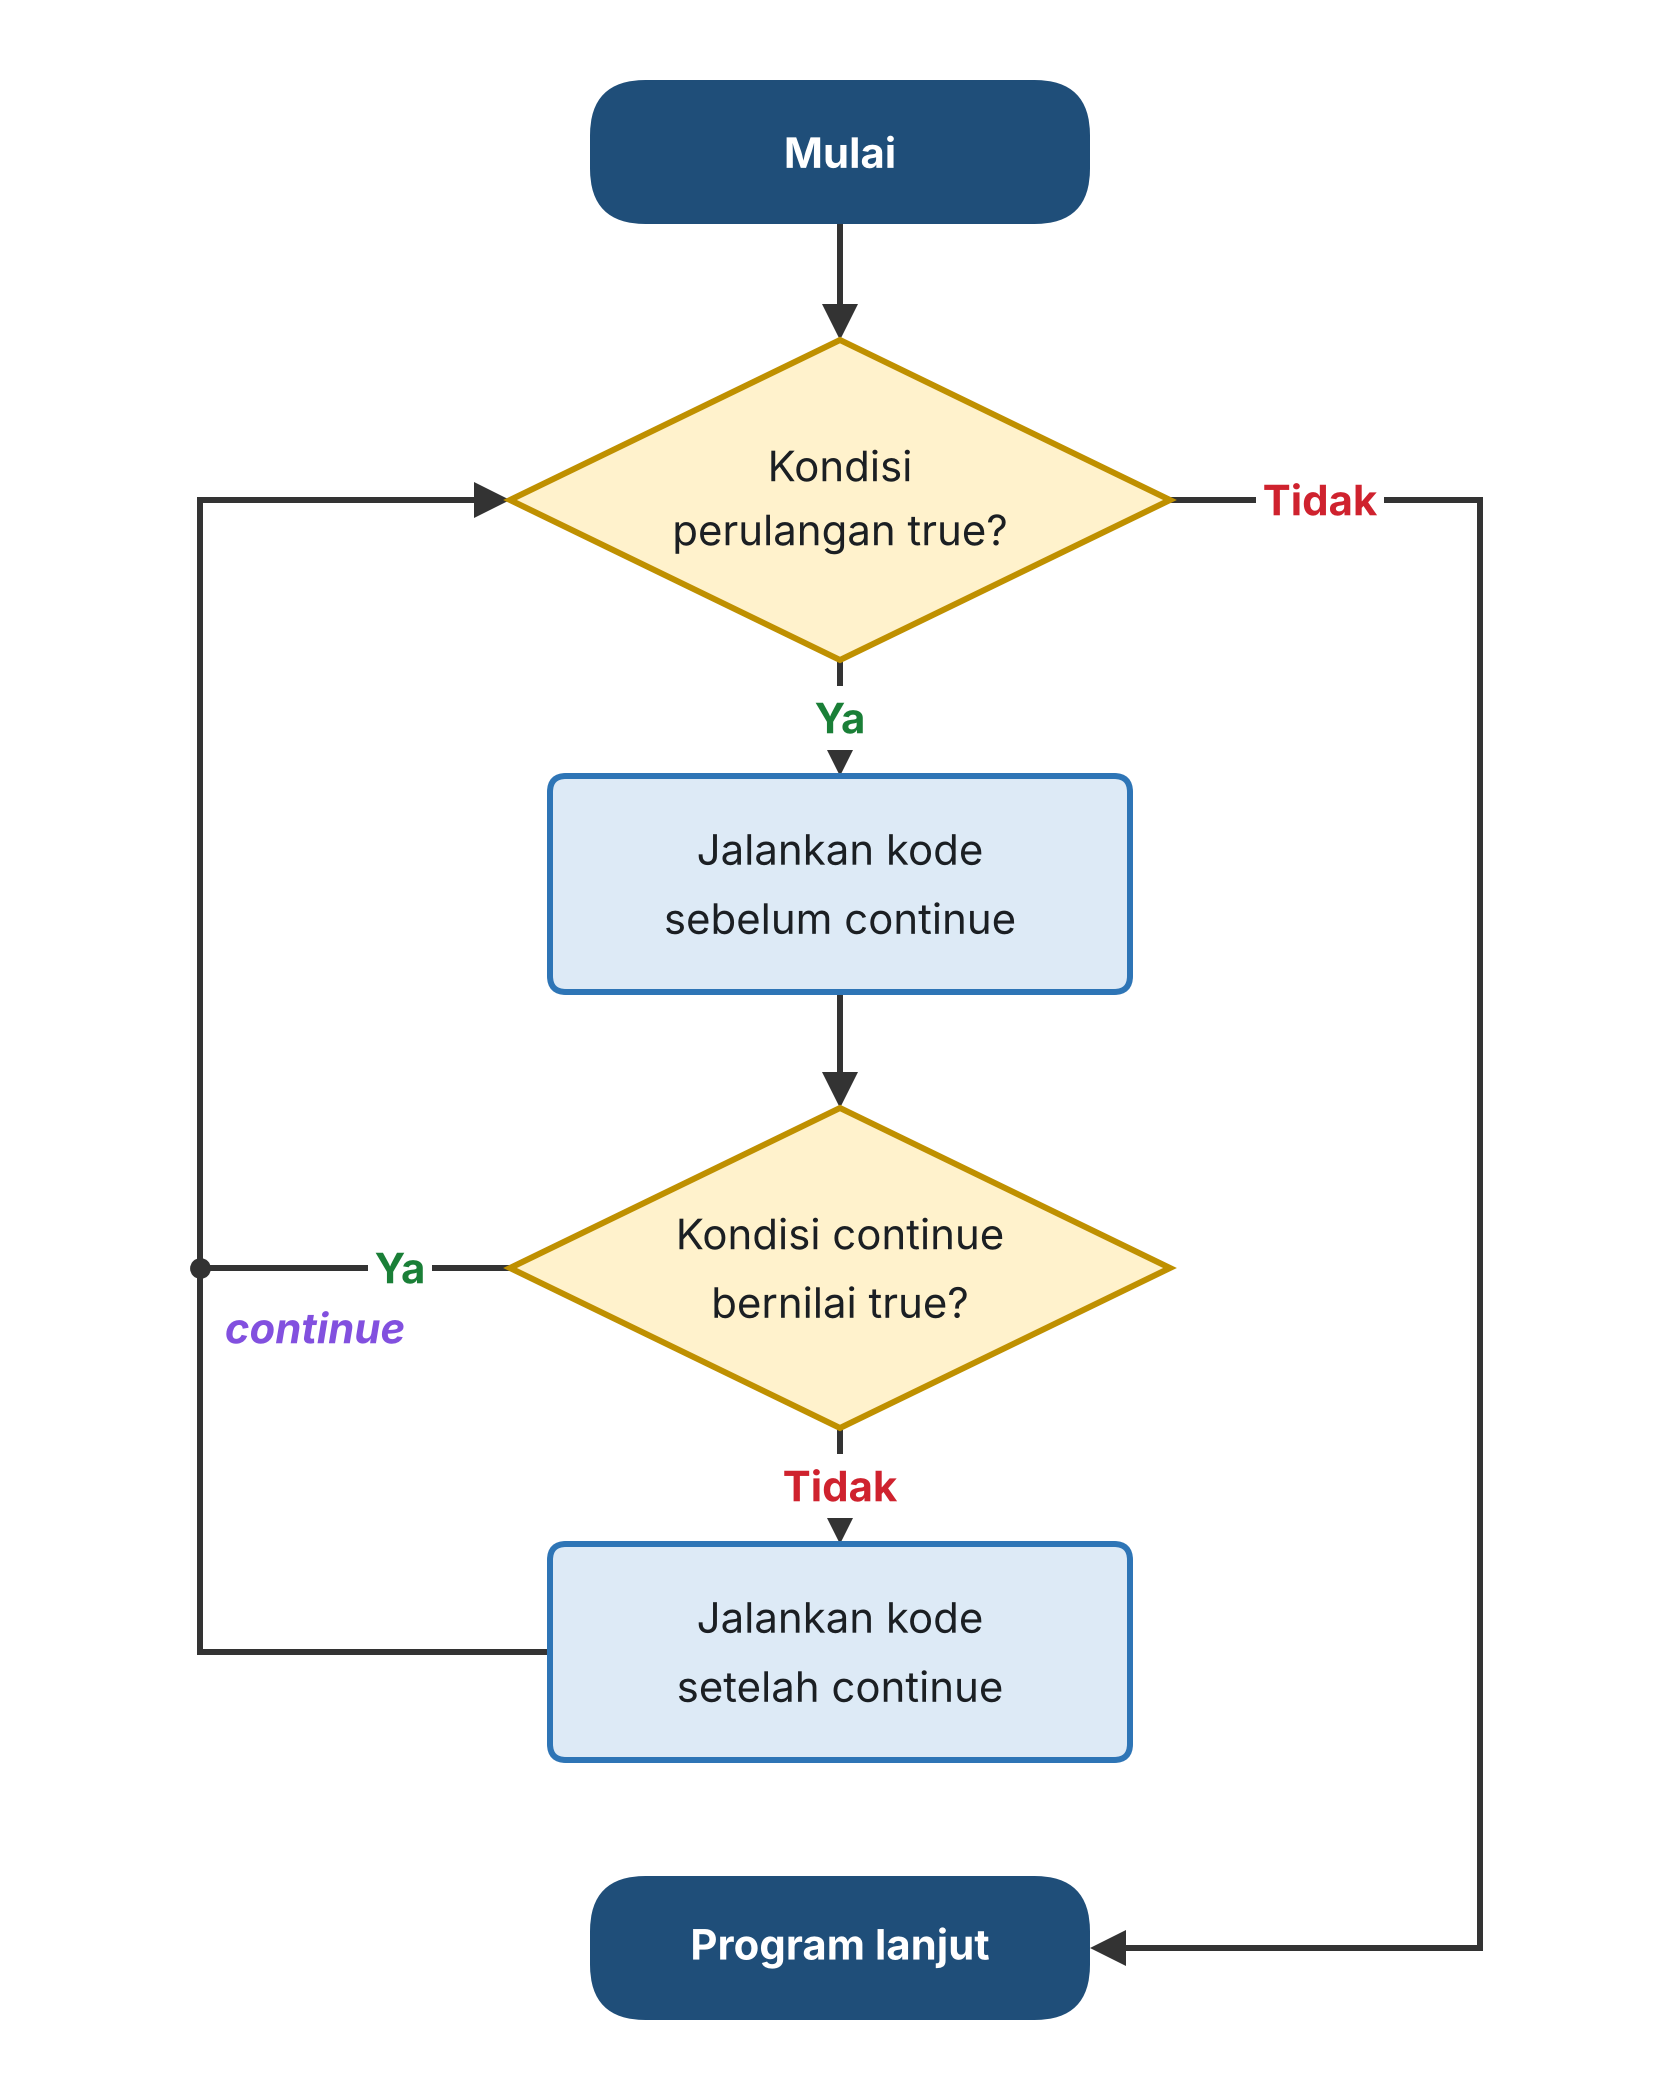 Mulai
Kondisi
perulangan true?
Tidak
Ya
Jalankan kode
sebelum continue
Kondisi continue
bernilai true?
Ya
continue
Tidak
Jalankan kode
setelah continue
Program lanjut